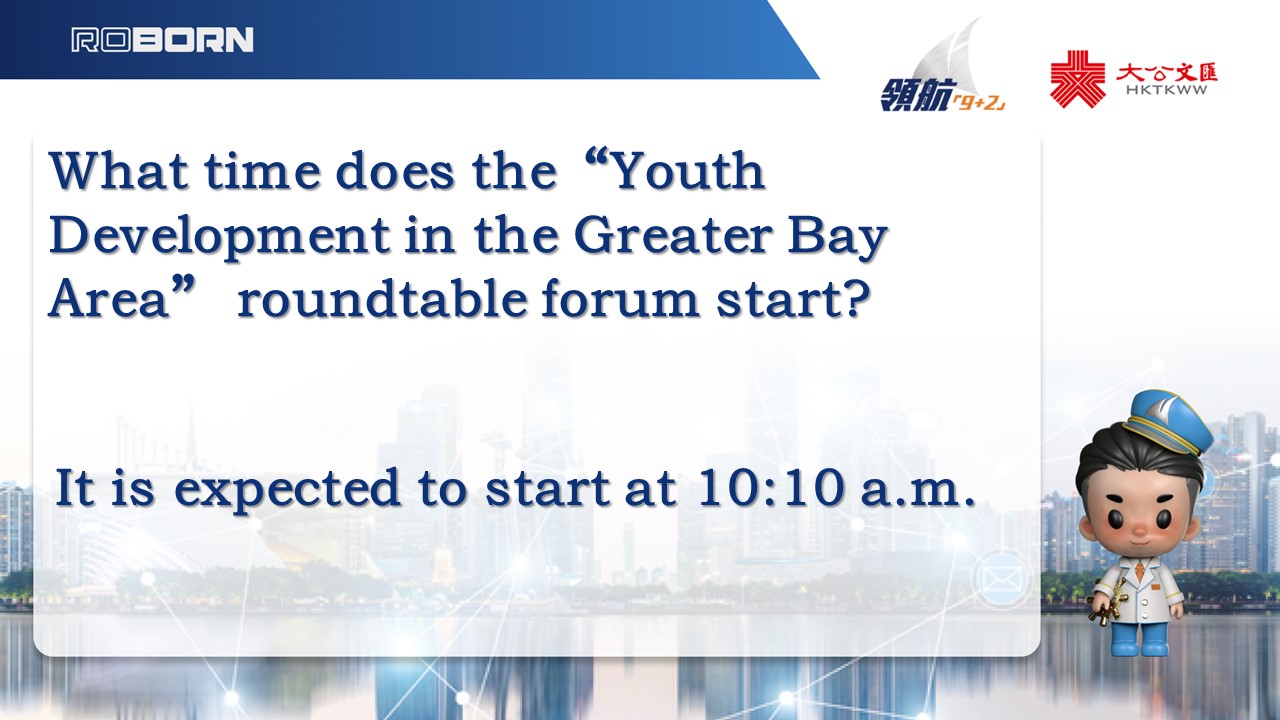 ROBORN
領航「9+2」
大公文匯
HKTKWW
What time does the “Youth
Development in the Greater Bay
Area” roundtable forum start?
It is expected to start at 10:10 a.m.